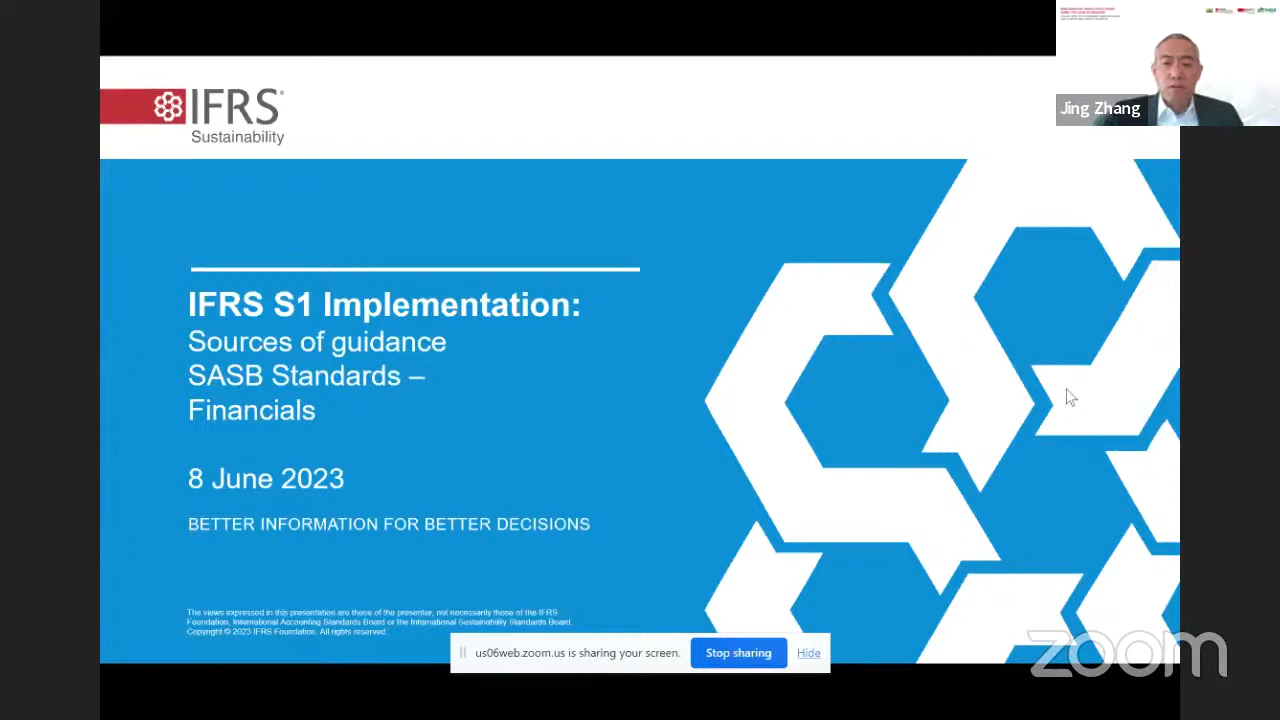 IFRS
Sustainability
Jing Zhang
IFRS S1 Implementation:
Sources of guidance
SASB Standards –
Financials
8 June 2023
BETTER INFORMATION FOR BETTER DECISIONS
The views expressed in this presentation are those of the presenter, not necessarily those of the IFRS
Foundation, International Accounting Standards Board or the International Sustainability Standards Board.
Copyright © 2023 IFRS Foundation. All rights reserved.
us06web.zoom.us is sharing your screen.
Stop sharing
Hide
zoom